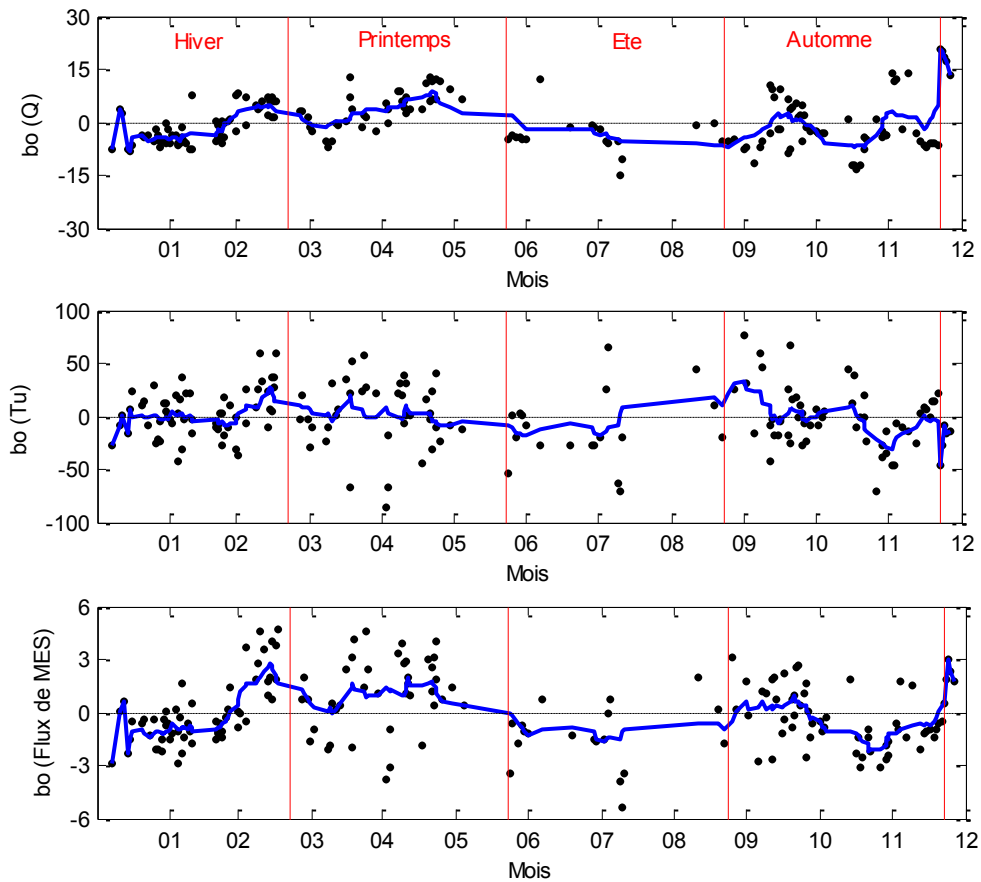 30
15
0
-15
-30
bo (Q)
Hiver Printemps Ete Automne
01 02 03 04 05 06 07 08 09 10 11 12
Mois
100
50
0
-50
-100
bo (Tu)
01 02 03 04 05 06 07 08 09 10 11 12
Mois
6
3
0
-3
-6
bo (Flux de MES)
01 02 03 04 05 06 07 08 09 10 11 12
Mois